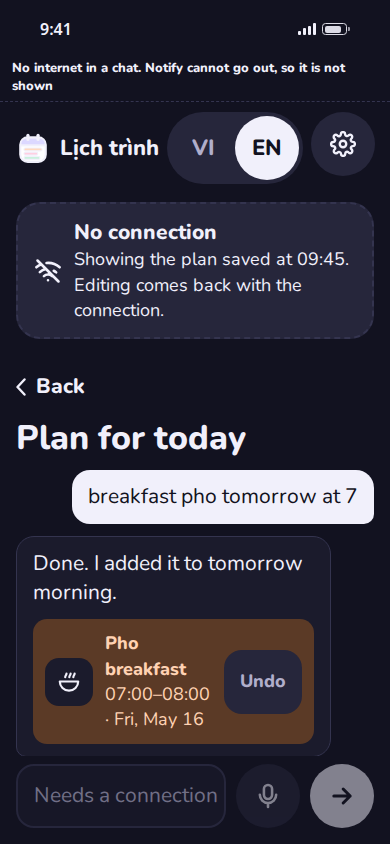 9:41
No internet in a chat. Notify cannot go out, so it is not
shown
Lịch trình
VI
EN
No connection
Showing the plan saved at 09:45.
Editing comes back with the
connection.
Back
Plan for today
breakfast pho tomorrow at 7
Done. I added it to tomorrow
morning.
Pho
breakfast
07:00–08:00
· Fri, May 16
Undo
Needs a connection